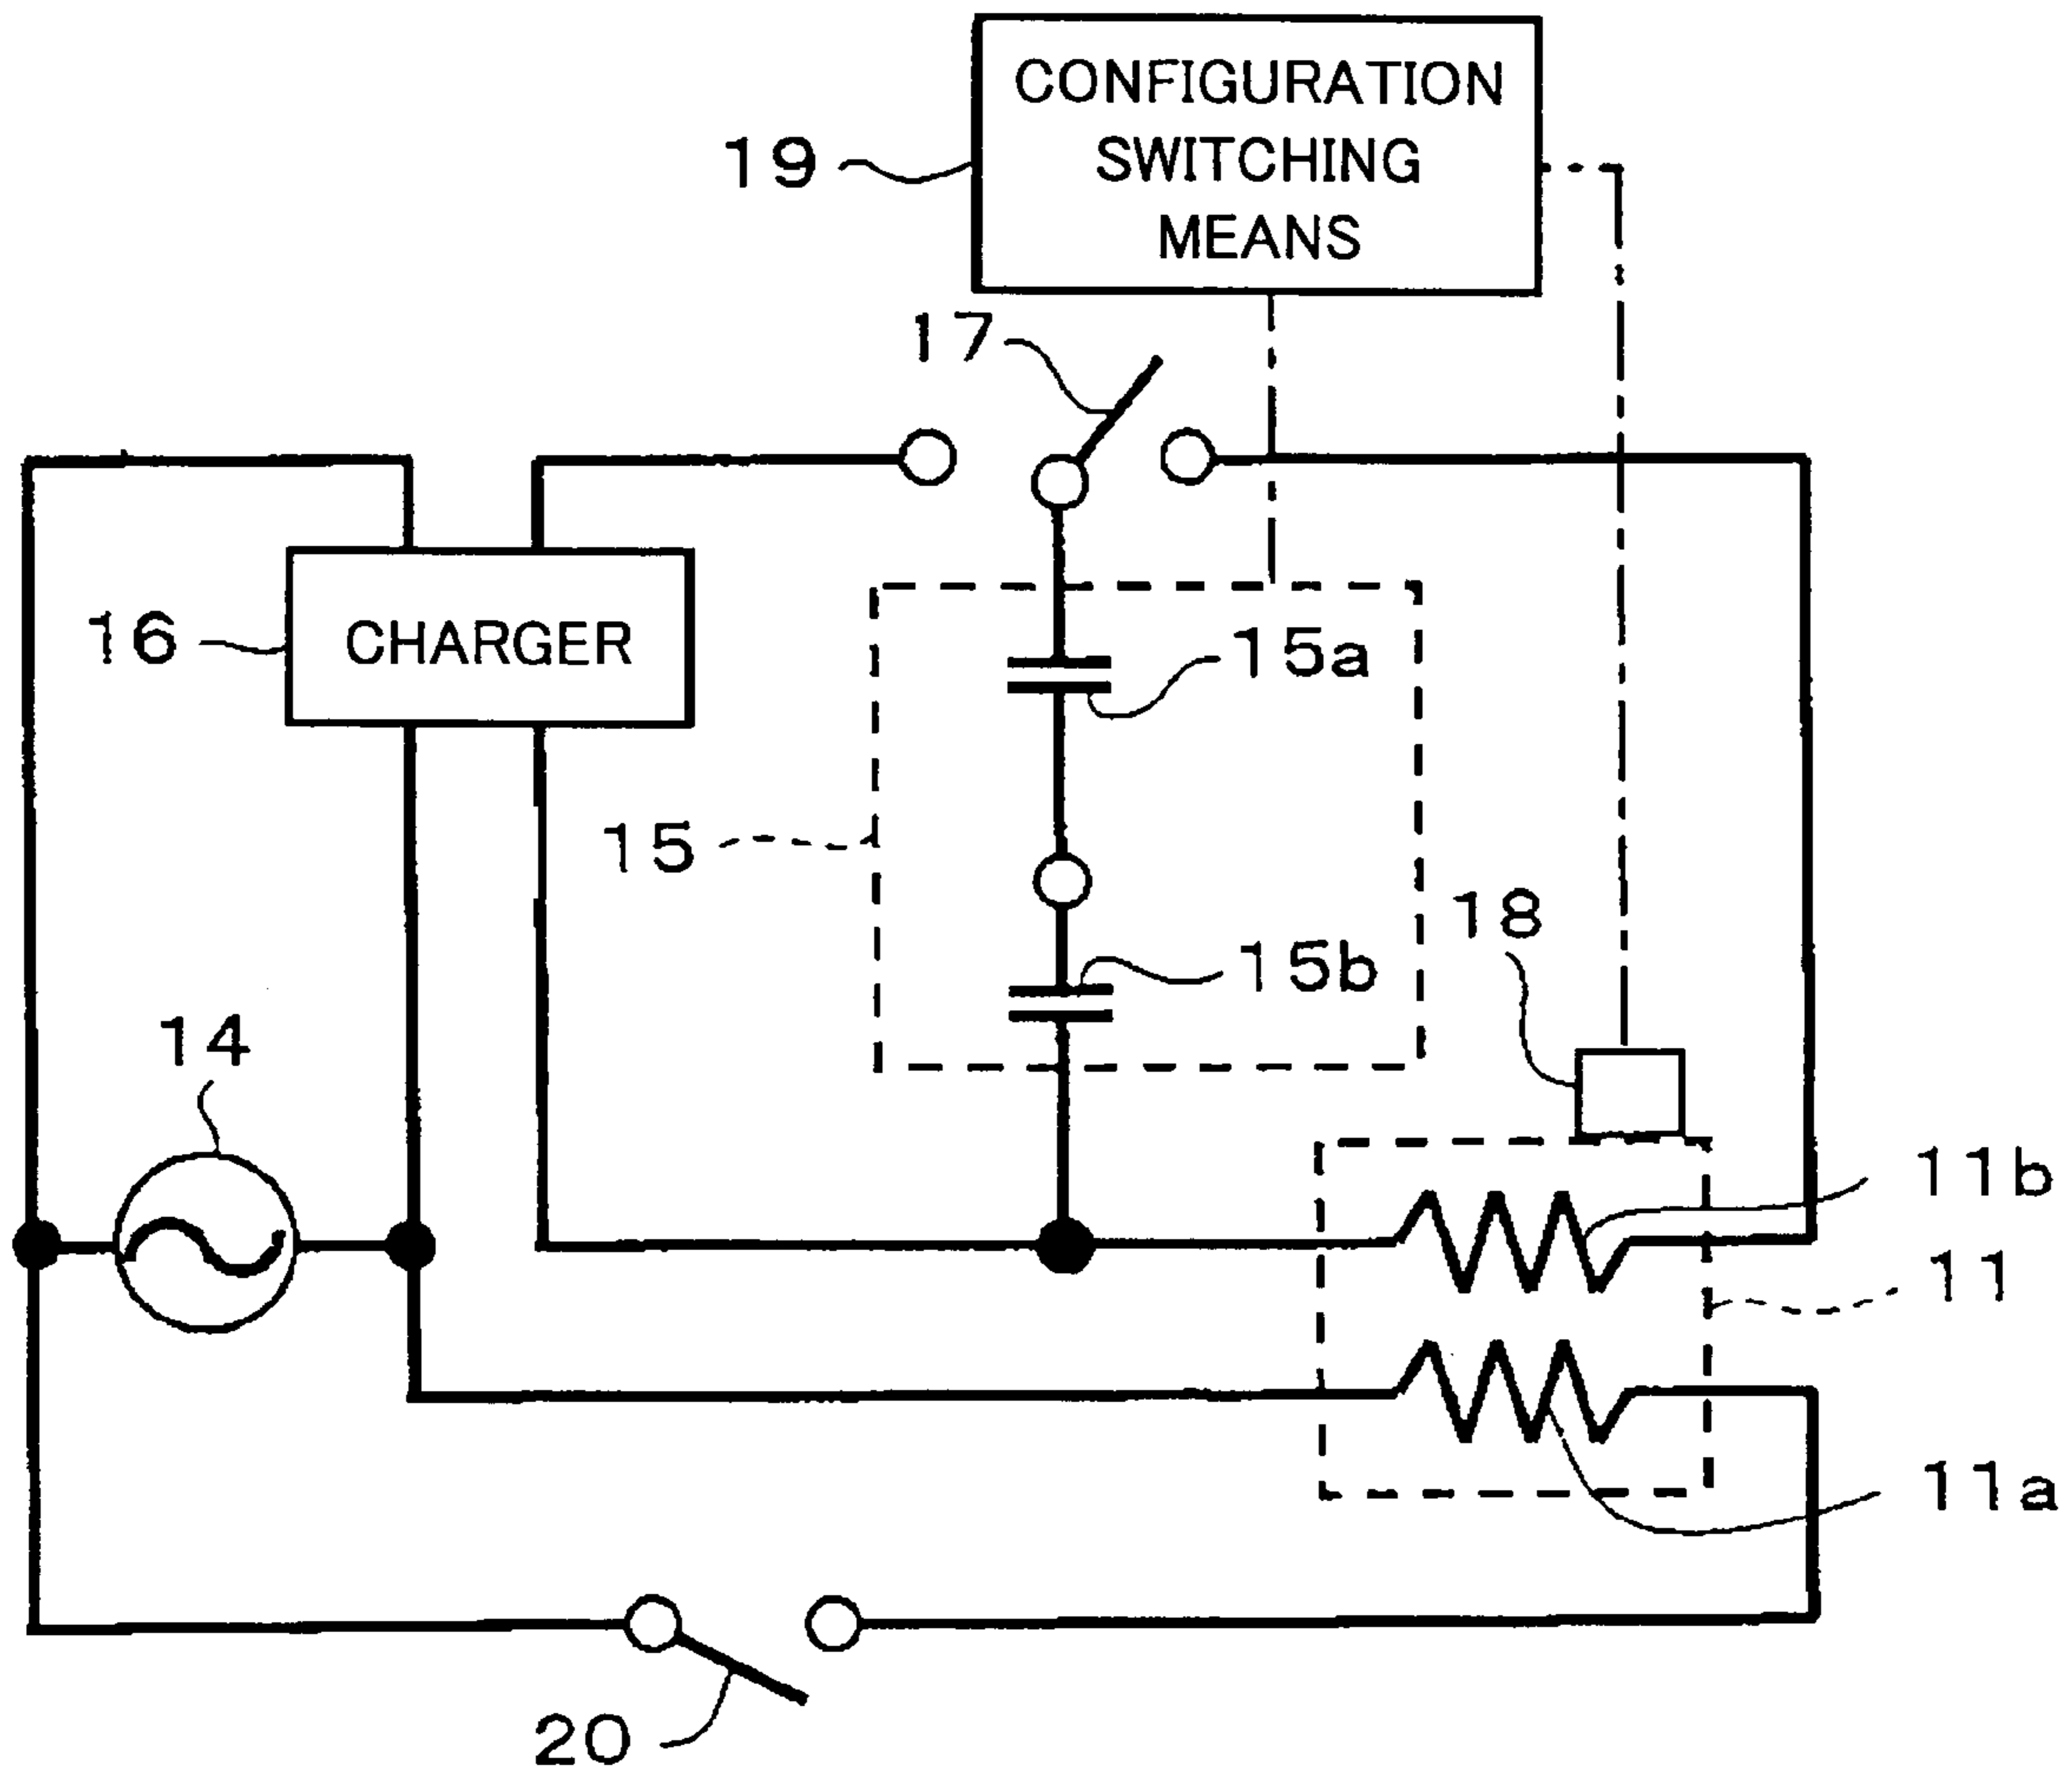 CONFIGURATION
SWITCHING
MEANS
19
17
16
CHARGER
15a
15
18
15b
14
11b
11
11a
20